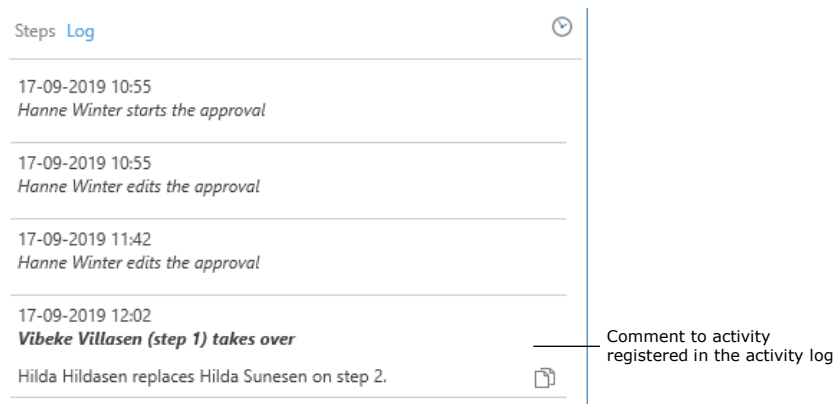 Steps Log
17-09-2019 10:55
Hanne Winter starts the approval
17-09-2019 10:55
Hanne Winter edits the approval
17-09-2019 11:42
Hanne Winter edits the approval
17-09-2019 12:02
Vibeke Villasen (step 1) takes over
Hilda Hildasen replaces Hilda Sunesen on step 2.
Comment to activity
registered in the activity log